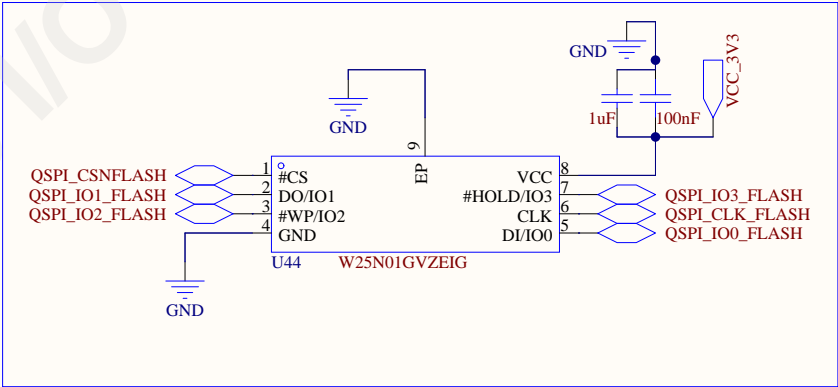 I/O
GND
VCC_3V3
1uF
100nF
GND
9
EP
QSPI_CSNFLASH 1 #CS VCC 8
QSPI_IO1_FLASH 2 DO/IO1 #HOLD/IO3 7 QSPI_IO3_FLASH
QSPI_IO2_FLASH 3 #WP/IO2 CLK 6 QSPI_CLK_FLASH
4 GND DI/IO0 5 QSPI_IO0_FLASH
U44 W25N01GVZEIG
GND